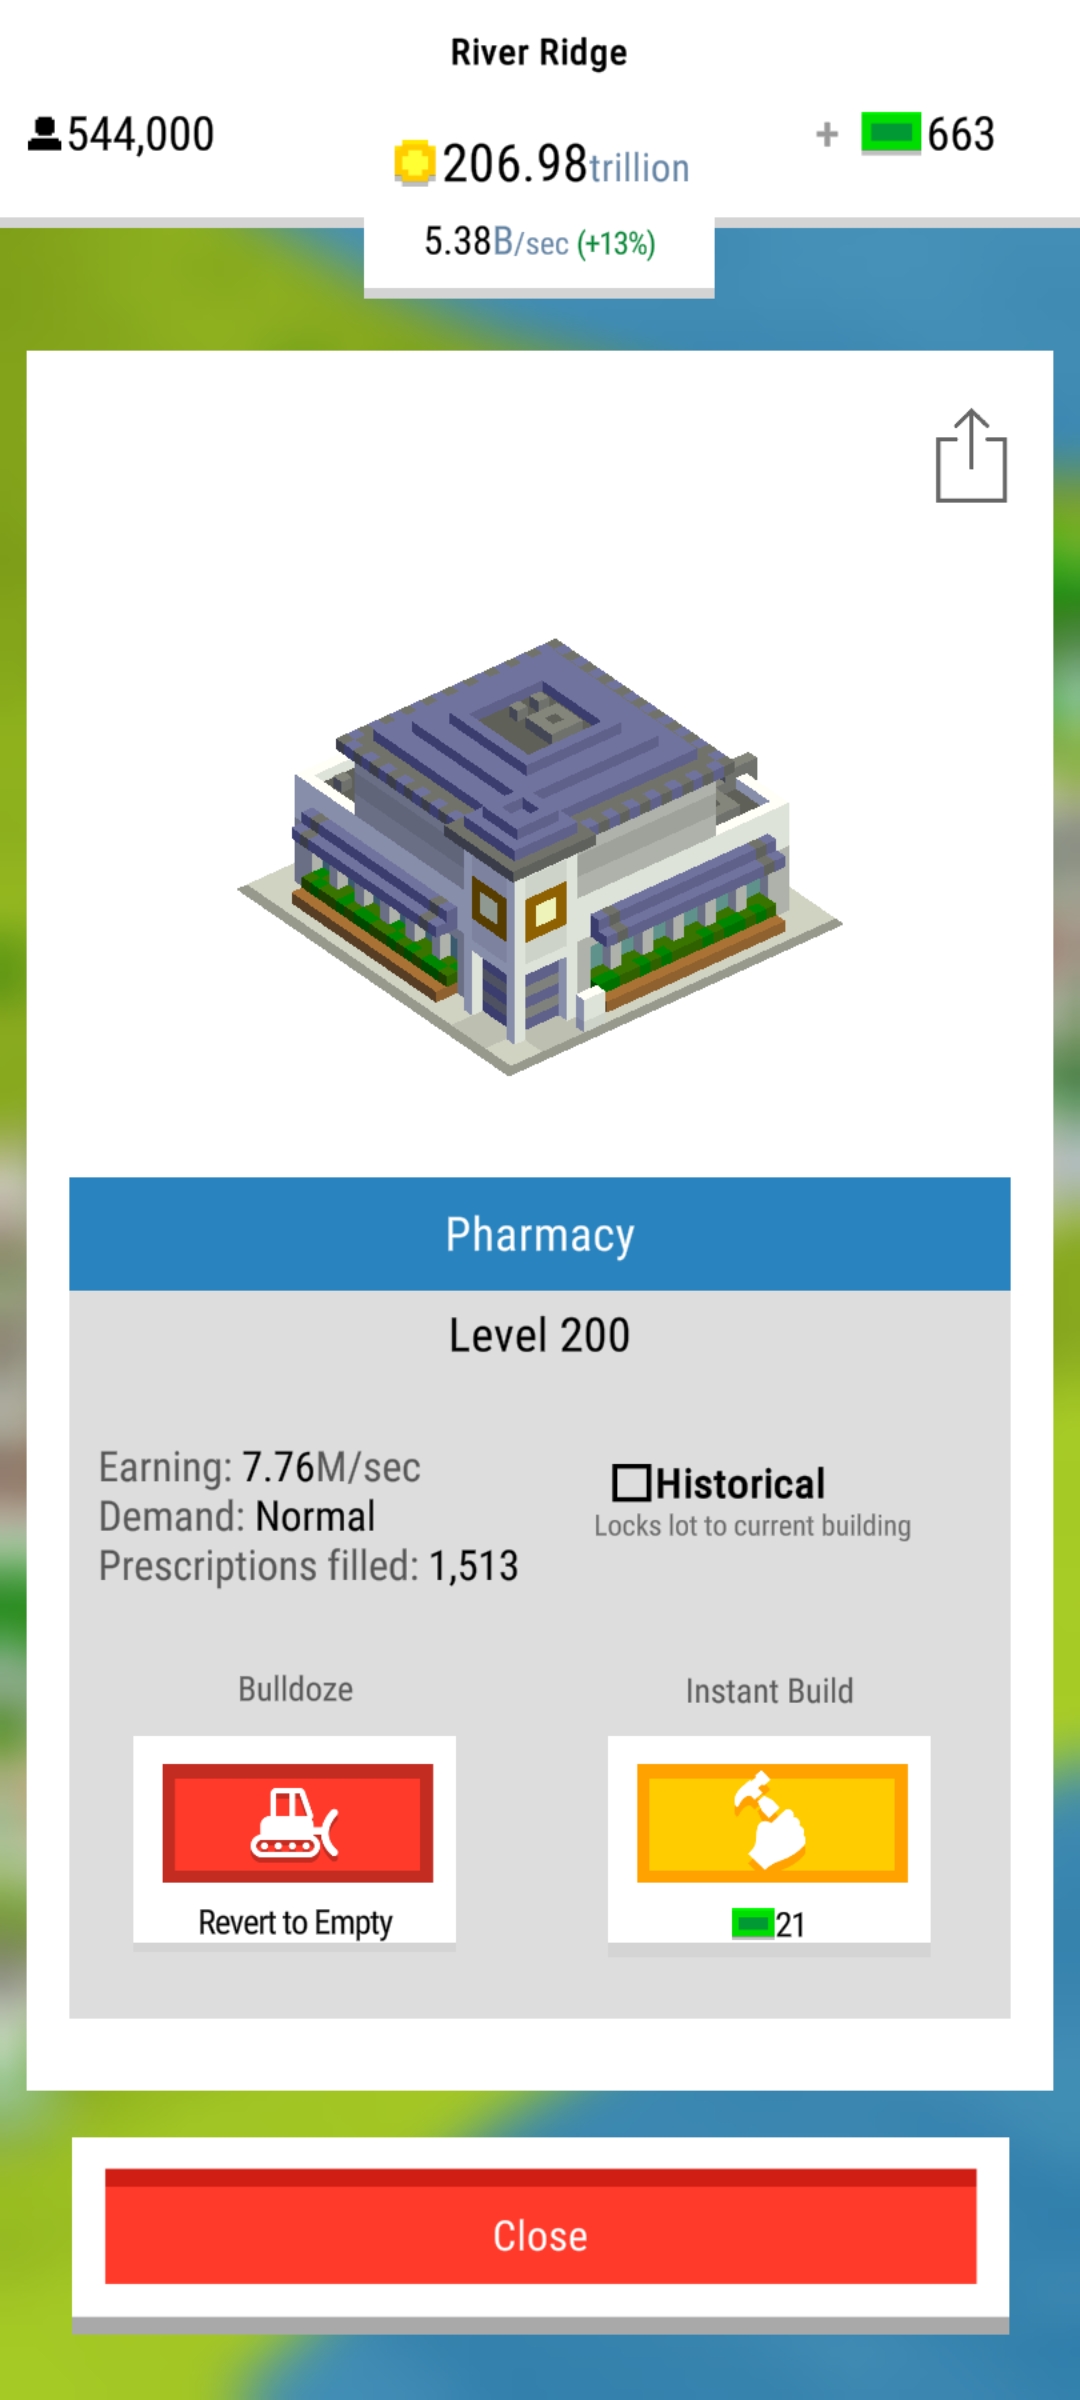 River Ridge
544,000
206.98trillion
+ 663
5.38B/sec (+13%)
Pharmacy
Level 200
Earning: 7.76M/sec
Demand: Normal
Prescriptions filled: 1,513
Historical
Locks lot to current building
Bulldoze
Revert to Empty
Instant Build
21
Close